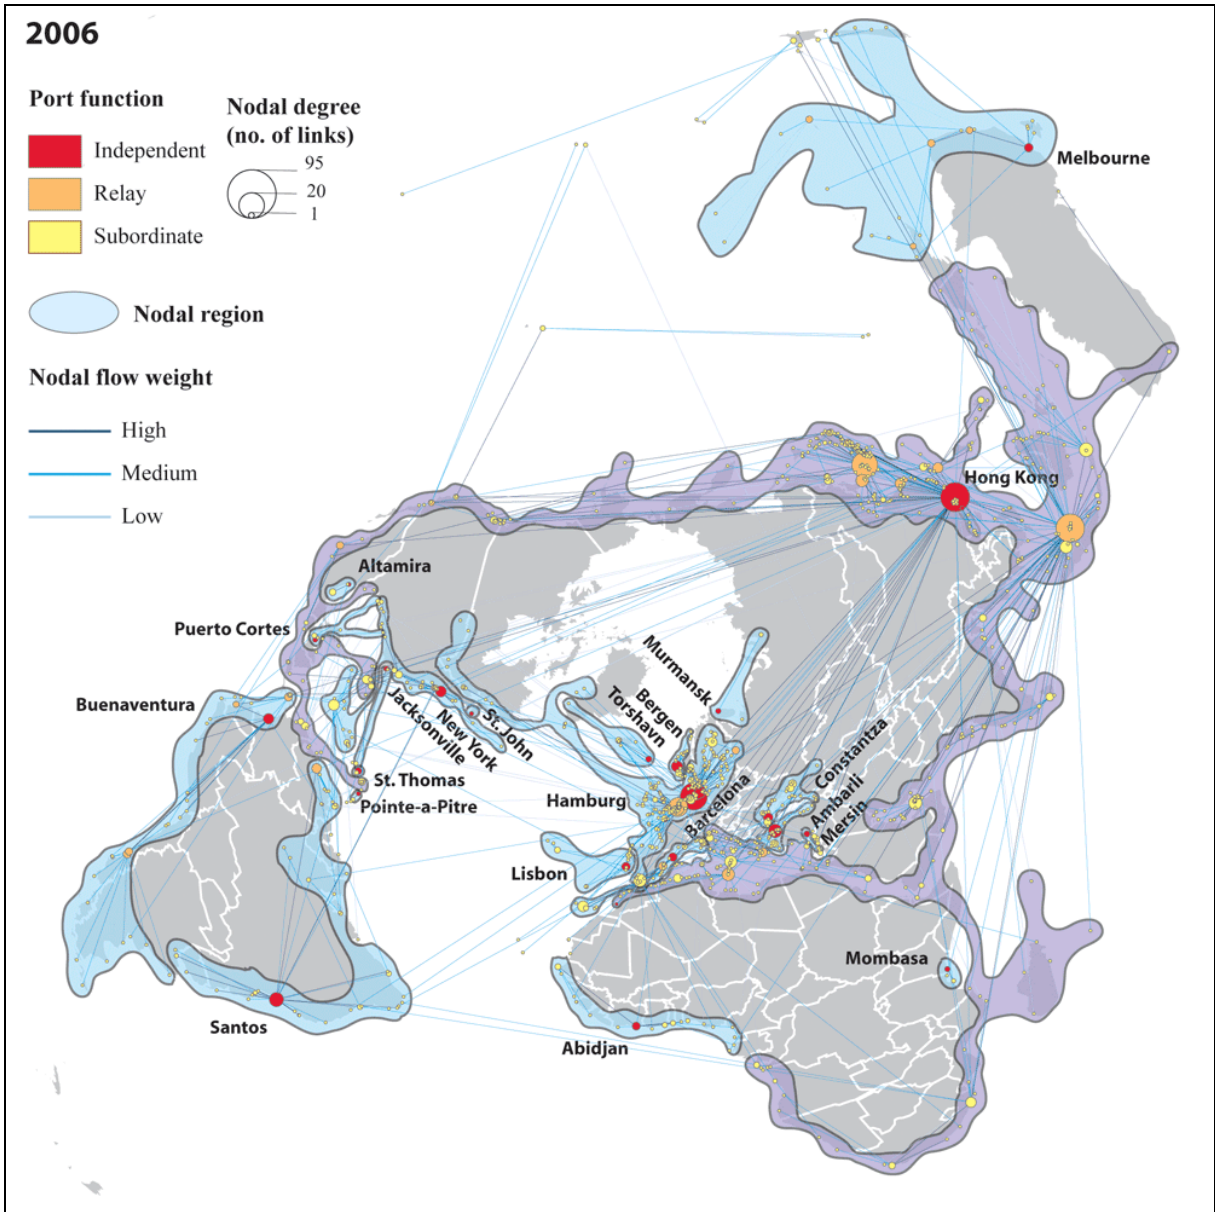 2006
Port function
Independent
Relay
Subordinate
Nodal degree
(no. of links)
95
20
1
Nodal region
Nodal flow weight
High
Medium
Low
Melbourne
Hong Kong
Altamira
Puerto Cortes
Buenaventura
Murmansk
Bergen
Torshavn
St. John
New York
Jacksonville
St. Thomas
Pointe-a-Pitre
Hamburg
Barcelona
Constantza
Ambarli
Mersin
Lisbon
Mombasa
Santos
Abidjan